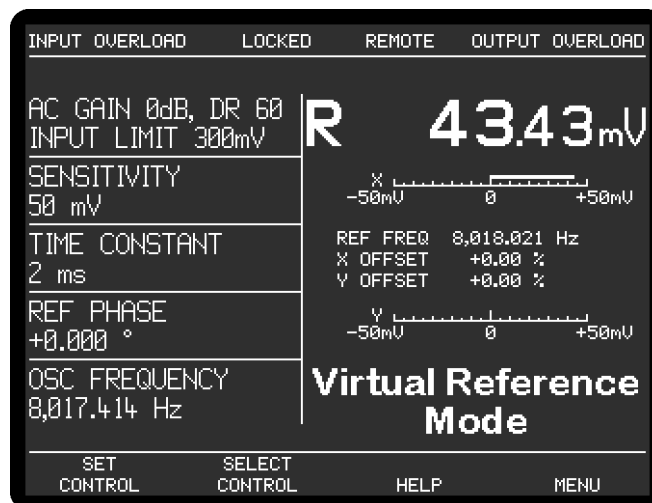 INPUT OVERLOAD LOCKED REMOTE OUTPUT OVERLOAD
AC GAIN 0dB, DR 60
INPUT LIMIT 300mV
SENSITIVITY
50 mV
TIME CONSTANT
2 ms
REF PHASE
+0.000 °
OSC FREQUENCY
8,017.414 Hz
R 43.43mV
X
-50mV 0 +50mV
REF FREQ 8,018.021 Hz
X OFFSET +0.00 %
Y OFFSET +0.00 %
Y
-50mV 0 +50mV
Virtual Reference
Mode
SET CONTROL
SELECT CONTROL
HELP
MENU